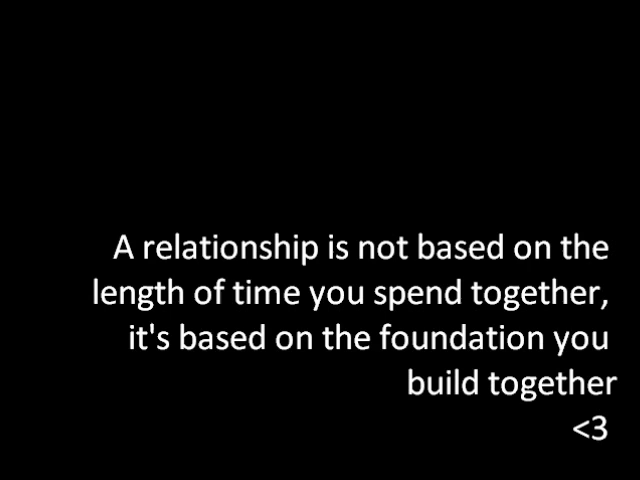 A relationship is not based on the
length of time you spend together,
it's based on the foundation you
build together
<3